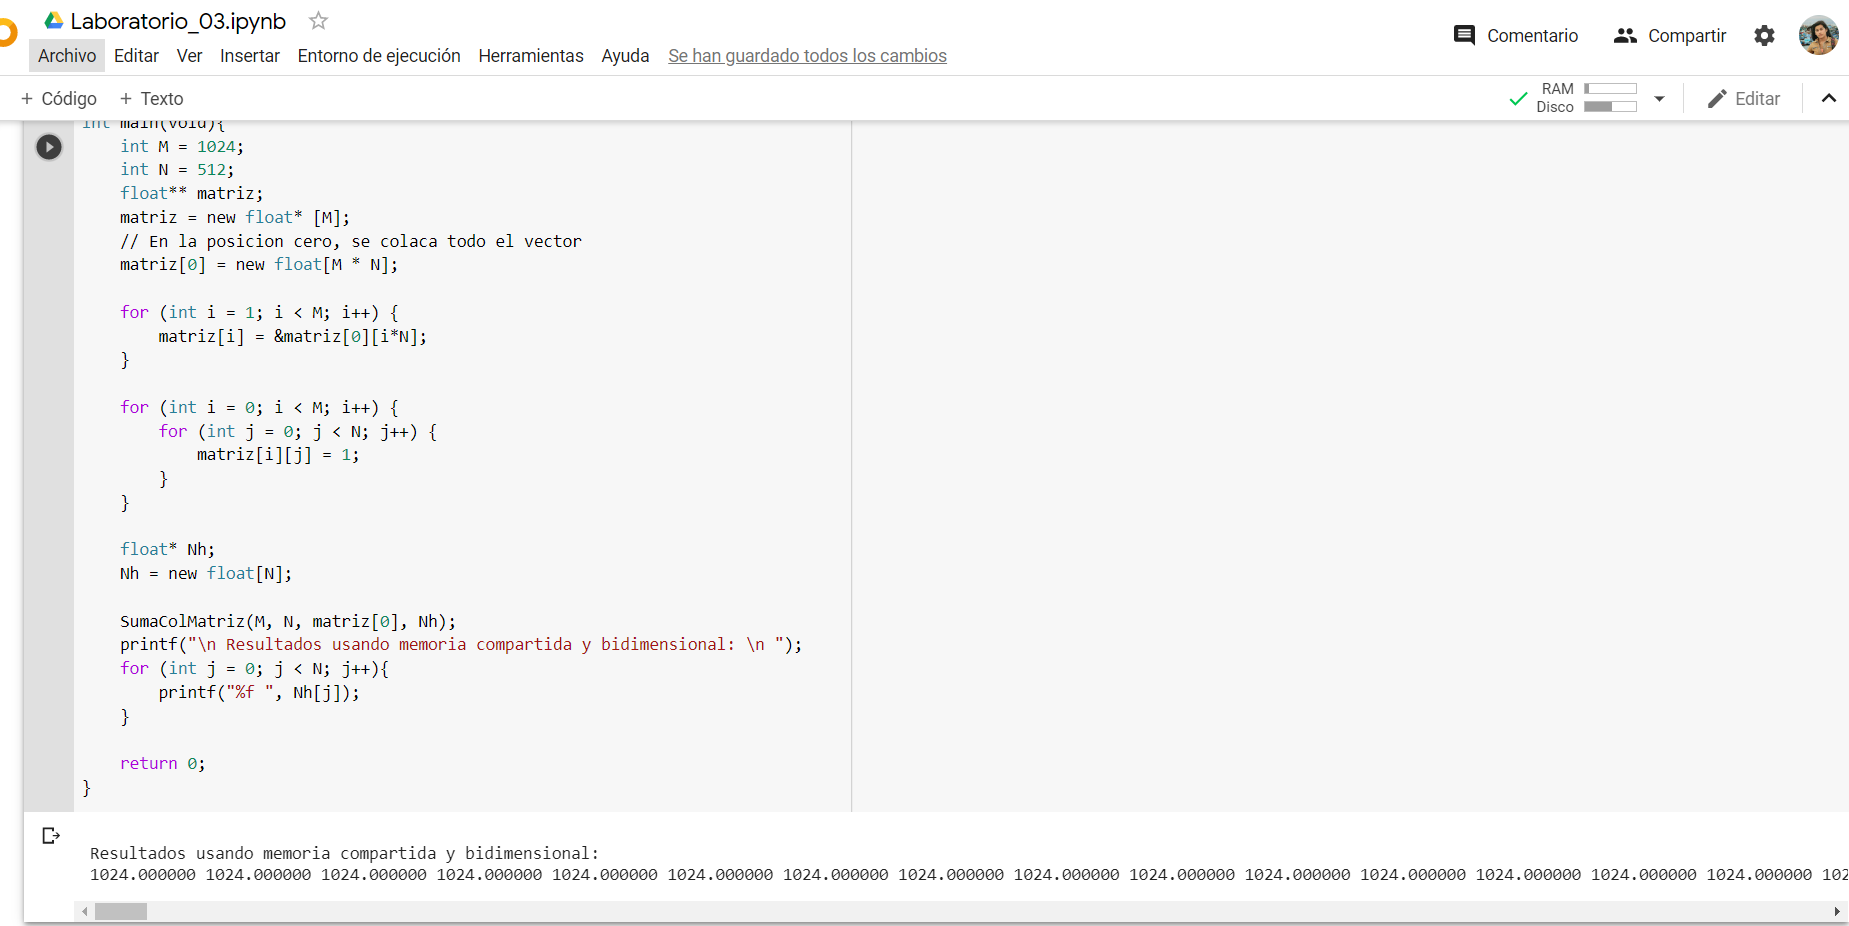 Laboratorio_03.ipynb
Comentario Compartir
Archivo Editar Ver Insertar Entorno de ejecución Herramientas Ayuda Se han guardado todos los cambios
+ Código + Texto
RAM
Disco
Editar
int main(void){
int M = 1024;
int N = 512;
float** matriz;
matriz = new float* [M];
// En la posicion cero, se colaca todo el vector
matriz[0] = new float[M * N];
for (int i = 1; i < M; i++) {
matriz[i] = &matriz[0][i*N];
}
for (int i = 0; i < M; i++) {
for (int j = 0; j < N; j++) {
matriz[i][j] = 1;
}
}
float* Nh;
Nh = new float[N];
SumaColMatriz(M, N, matriz[0], Nh);
printf("\n Resultados usando memoria compartida y bidimensional: \n ");
for (int j = 0; j < N; j++){
printf("%f ", Nh[j]);
}
return 0;
}
Resultados usando memoria compartida y bidimensional:
1024.000000 1024.000000 1024.000000 1024.000000 1024.000000 1024.000000 1024.000000 1024.000000 1024.000000 1024.000000 1024.000000 1024.000000 1024.000000 1024.000000 1024.000000 102